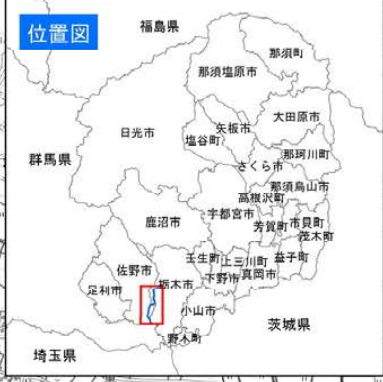 位置図
福島県
那須町
那須塩原市
大田原市
矢板市
日光市
塩谷町
那珂川町
さくら市
群馬県
那須烏山市
高根沢町
宇都宮市
鹿沼市
芳賀町
市貝町
茂木町
壬生町
上三川町
益子町
佐野市
真岡市
下野市
栃木市
足利市
小山市
茨城県
野木町
埼玉県